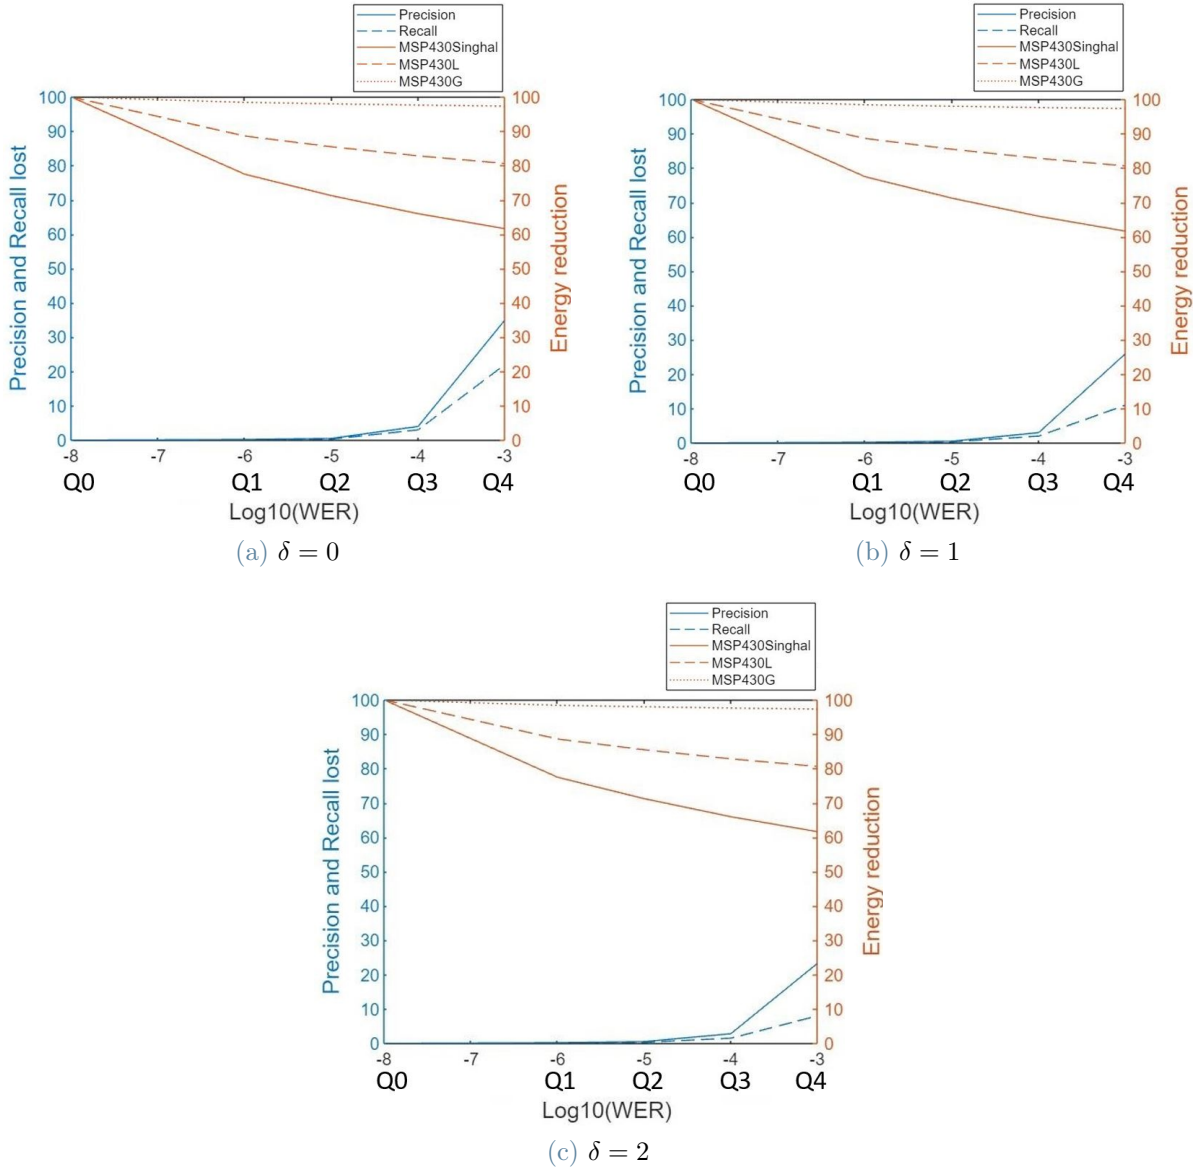 Precision
Recall
MSP430Singhal
MSP430L
MSP430G
100
90
80
70
60
50
40
30
20
10
0
Precision and Recall lost
100
90
80
70
60
50
40
30
20
10
0
Energy reduction
-8 -7 -6 -5 -4 -3
Q0 Q1 Q2 Q3 Q4
Log10(WER)
(a) δ = 0
Precision
Recall
MSP430Singhal
MSP430L
MSP430G
100
90
80
70
60
50
40
30
20
10
0
Precision and Recall lost
100
90
80
70
60
50
40
30
20
10
0
Energy reduction
-8 -7 -6 -5 -4 -3
Q0 Q1 Q2 Q3 Q4
Log10(WER)
(b) δ = 1
Precision
Recall
MSP430Singhal
MSP430L
MSP430G
100
90
80
70
60
50
40
30
20
10
0
Precision and Recall lost
100
90
80
70
60
50
40
30
20
10
0
Energy reduction
-8 -7 -6 -5 -4 -3
Q0 Q1 Q2 Q3 Q4
Log10(WER)
(c) δ = 2